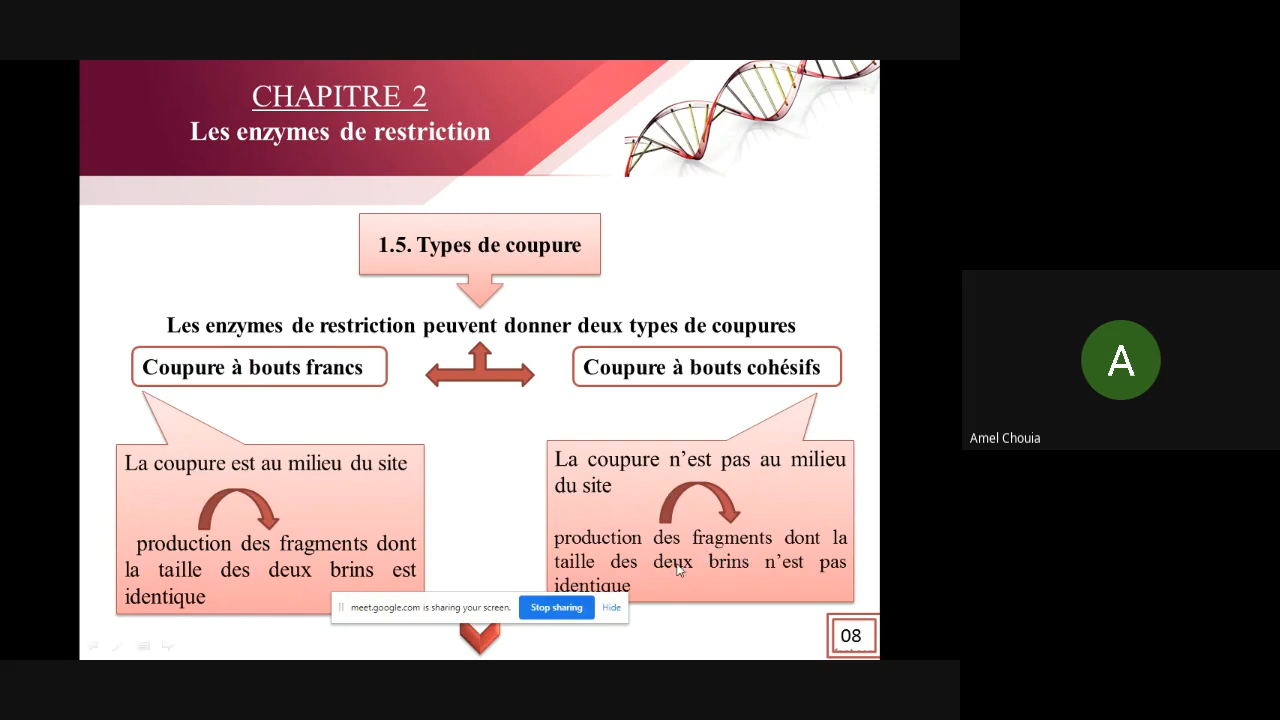 CHAPITRE 2
Les enzymes de restriction
1.5. Types de coupure
Les enzymes de restriction peuvent donner deux types de coupures
Coupure à bouts francs
Coupure à bouts cohésifs
La coupure est au milieu du site
production des fragments dont
la taille des deux brins est
identique
La coupure n’est pas au milieu
du site
production des fragments dont la
taille des deux brins n’est pas
identique
meet.google.com is sharing your screen.
Stop sharing
Hide
08
A
Amel Chouia